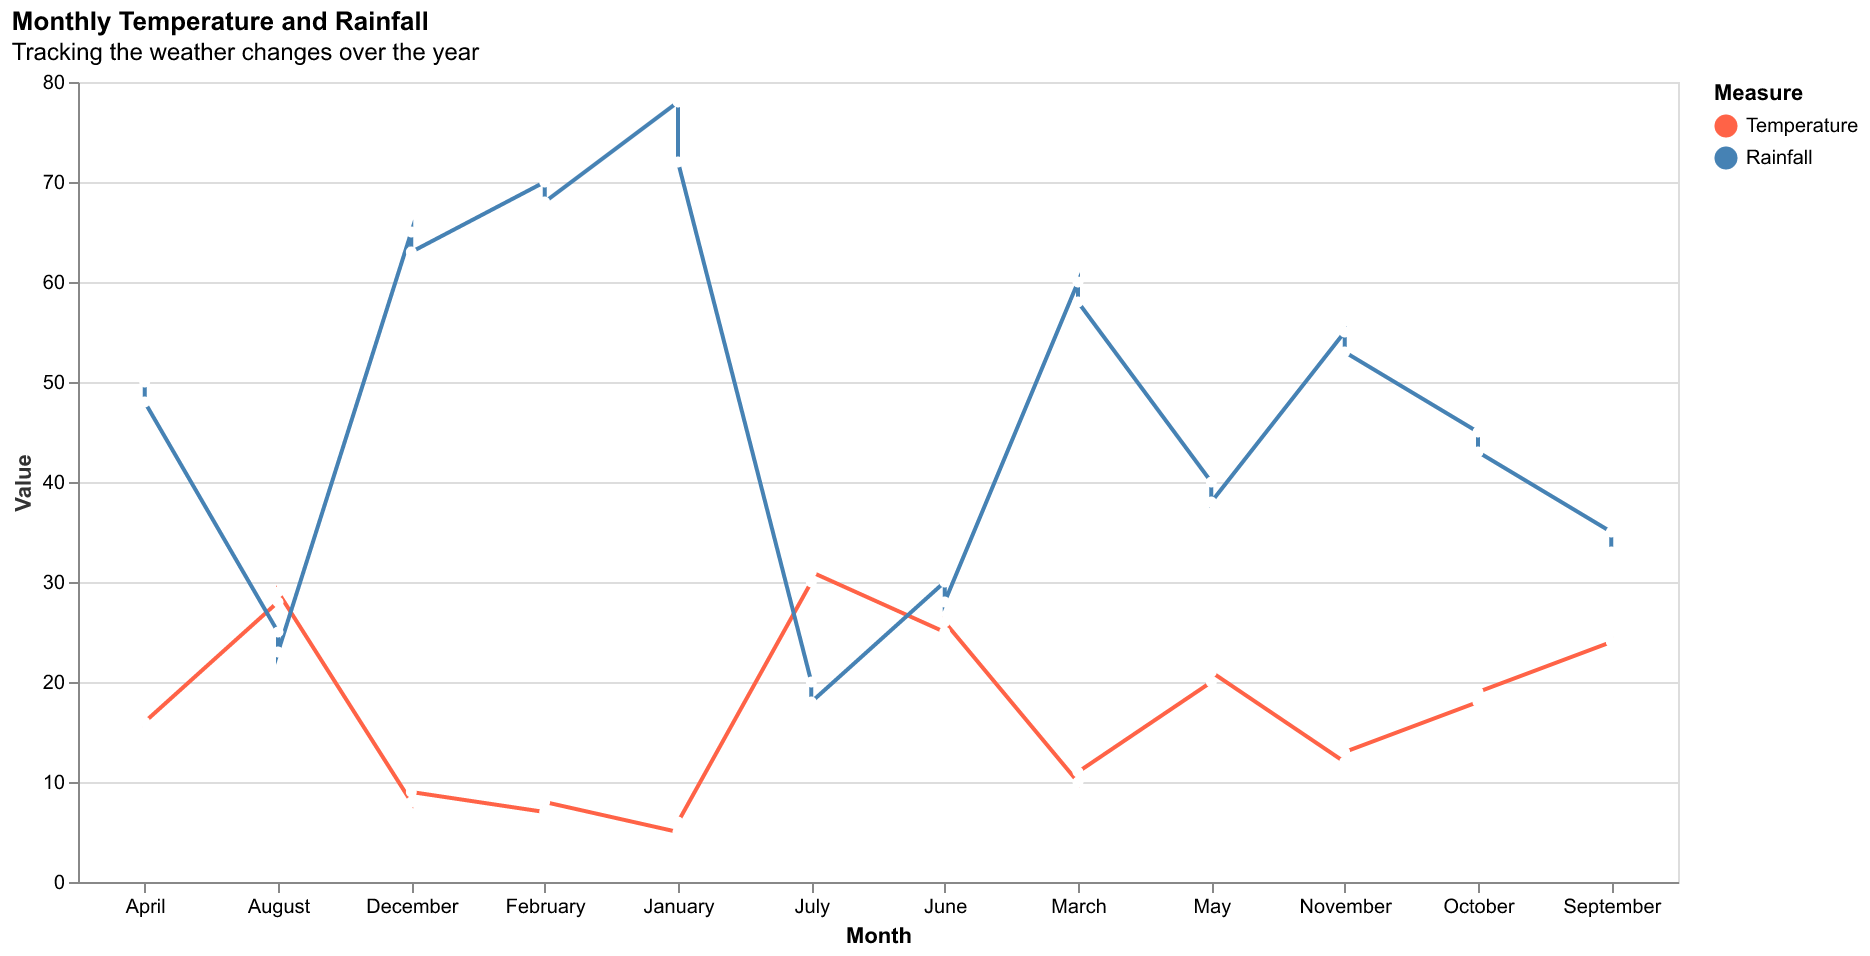 Monthly Temperature and Rainfall
Tracking the weather changes over the year
80
70
60
50
40
30
20
10
0
Value
April August December February January July June March May November October September
Month
Measure
Temperature
Rainfall